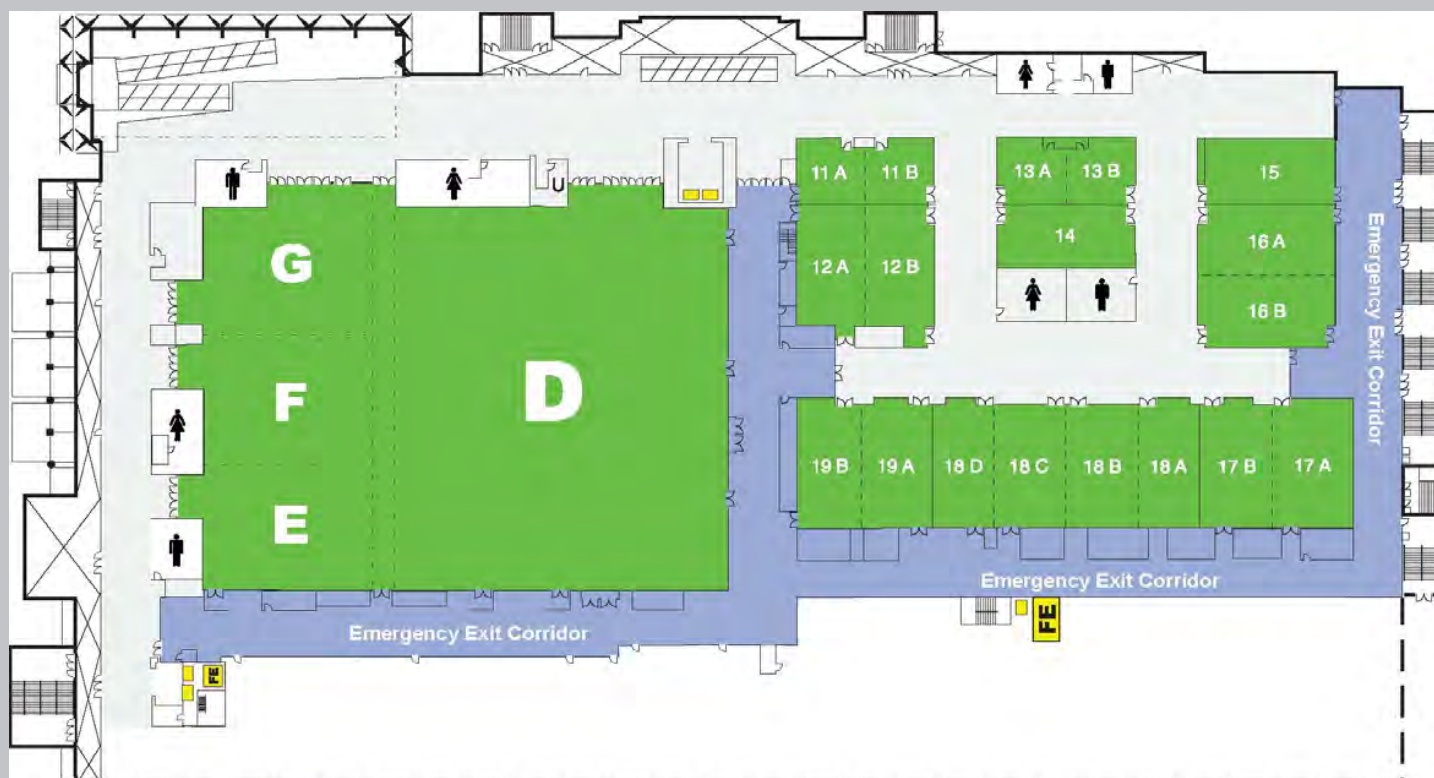 11 A
11 B
13 A
13 B
15
14
16 A
12 A
12 B
16 B
G
F
D
E
19 B
19 A
18 D
18 C
18 B
18 A
17 B
17 A
Emergency Exit Corridor
Emergency Exit Corridor
Emergency Exit Corridor
FE
FE